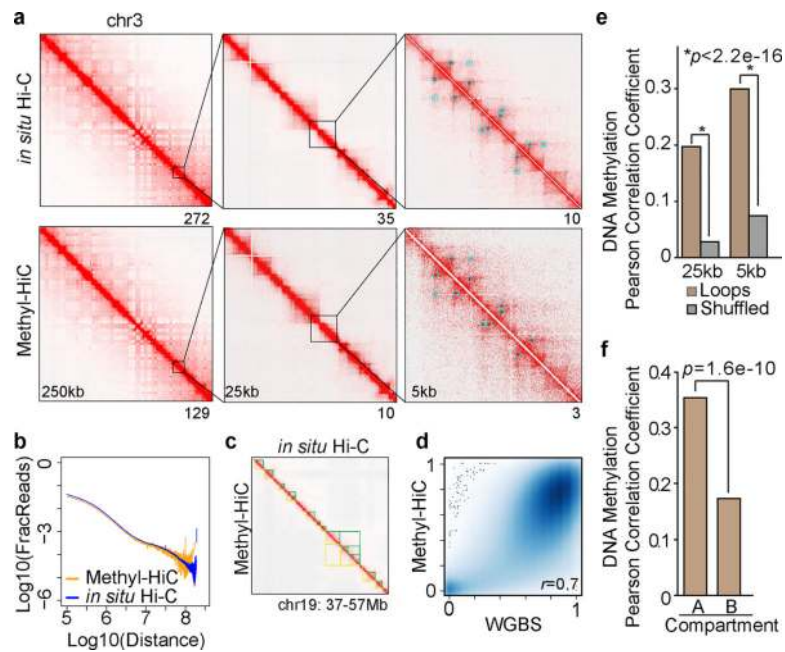 a
chr3
in situ Hi-C
272
35
10
Methyl-HiC
250kb
129
25kb
10
5kb
3
b
Log10(FracReads)
0
-3
-6
Methyl-HiC
in situ Hi-C
5 6 7 8
Log10(Distance)
c
in situ Hi-C
Methyl-HiC
chr19: 37-57Mb
d
Methyl-HiC
1
0
r=0.7
0 1
WGBS
e
DNA Methylation
Pearson Correlation Coefficient
*p<2.2e-16
0.3
0.2
0.1
0
*
*
25kb 5kb
Loops
Shuffled
f
DNA Methylation
Pearson Correlation Coefficient
p=1.6e-10
0.4
0.3
0.2
0.1
0.4
A B
Compartment